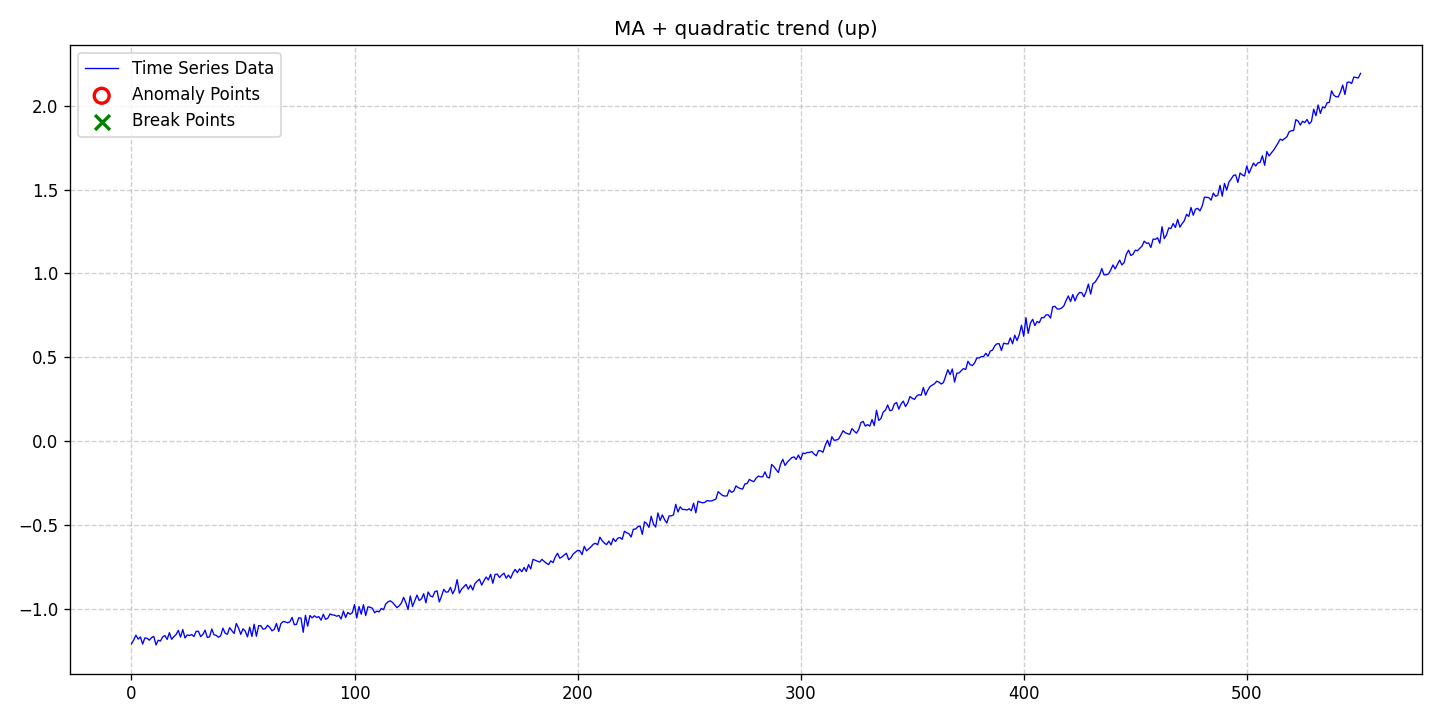 MA + quadratic trend (up)
Time Series Data
Anomaly Points
Break Points
2.0
1.5
1.0
0.5
0.0
−0.5
−1.0
0 100 200 300 400 500